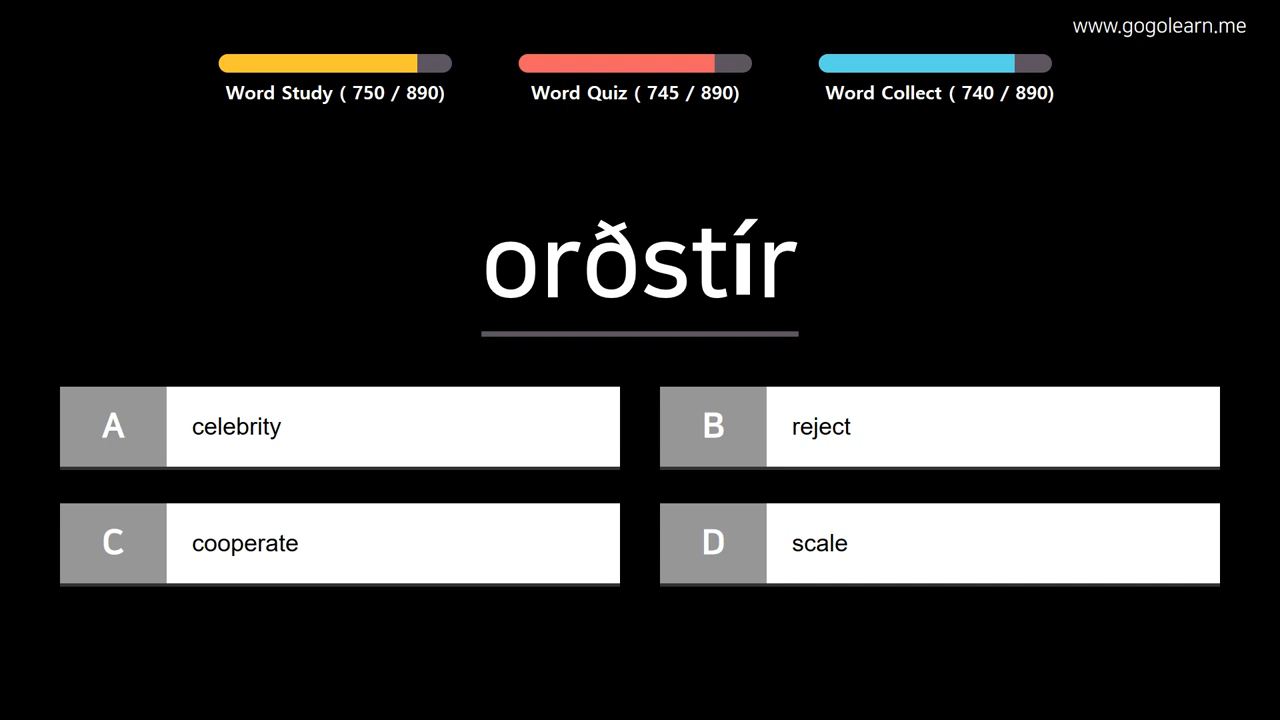 www.gogolearn.me
Word Study ( 750 / 890)
Word Quiz ( 745 / 890)
Word Collect ( 740 / 890)
orðstír
A celebrity
B reject
C cooperate
D scale